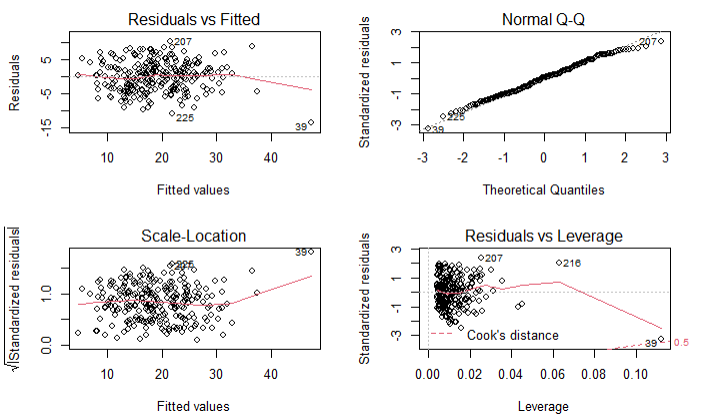 Residuals vs Fitted
Residuals
5
-5
-15
207
225
39
10 20 30 40
Fitted values
Normal Q-Q
Standardized residuals
3
1
-1
-3
207
225
39
-3 -2 -1 0 1 2 3
Theoretical Quantiles
Scale-Location
√|Standardized residuals|
1.0
0.0
39
225
10 20 30 40
Fitted values
Residuals vs Leverage
Standardized residuals
3
1
-1
-3
207
216
39
0.5
Cook's distance
0.00 0.02 0.04 0.06 0.08 0.10
Leverage